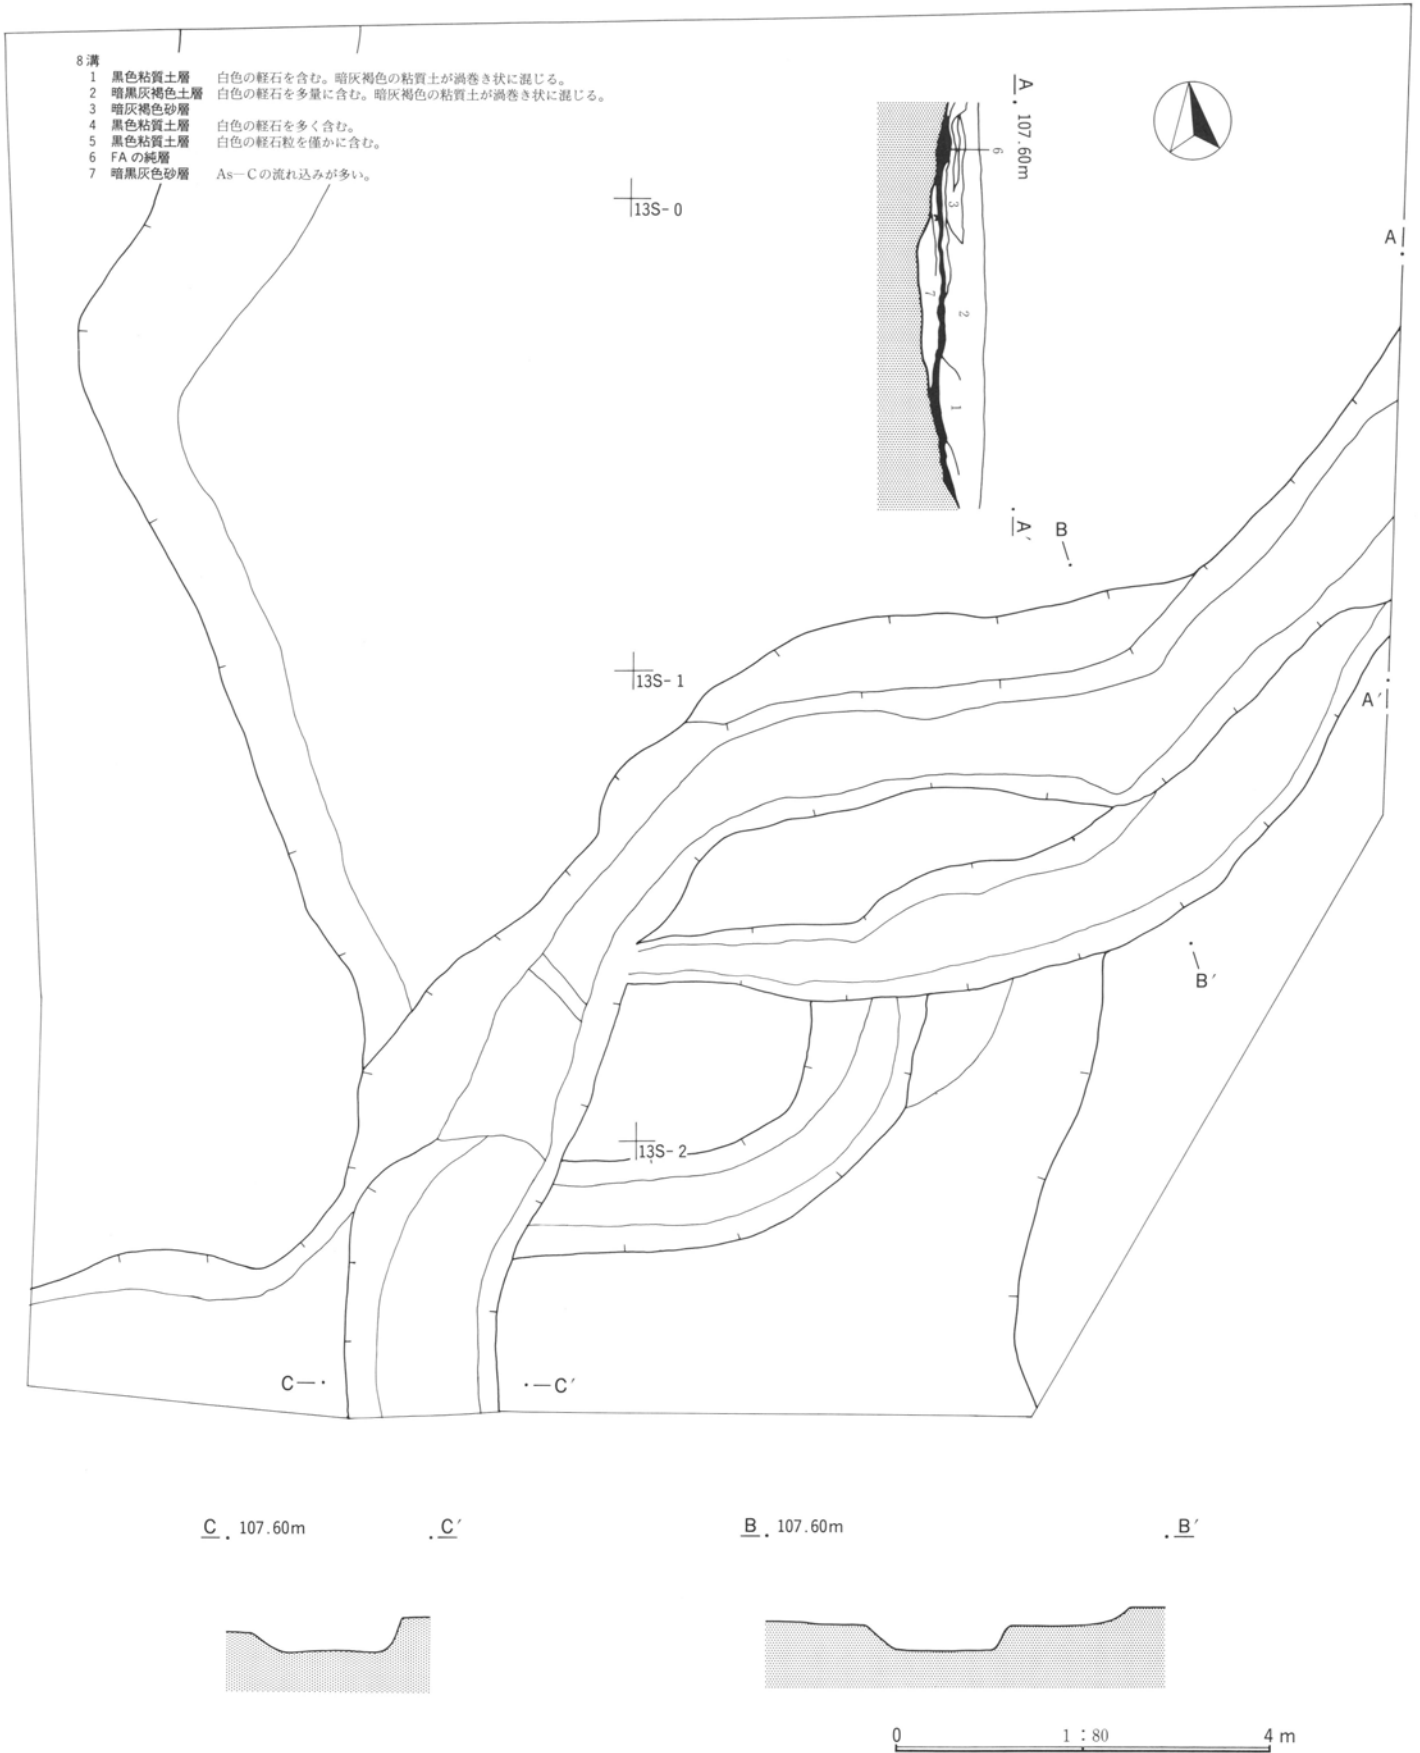 8溝
1 黒色粘質土層 白色の軽石を含む。暗灰褐色の粘質土が渦巻き状に混じる。
2 暗黒灰褐色土層 白色の軽石を多量に含む。暗灰褐色の粘質土が渦巻き状に混じる。
3 暗灰褐色砂層
4 黒色粘質土層 白色の軽石を多く含む。
5 黒色粘質土層 白色の軽石粒を僅かに含む。
6 FAの純層
7 暗黒灰色砂層 As―Cの流れ込みが多い。
A . 107.60m
6
3
7
2
1
A′
13S-0
A
B
13S-1
A′
B′
13S-2
C
C′
C . 107.60m
C′
B . 107.60m
B′
0 1:80 4m